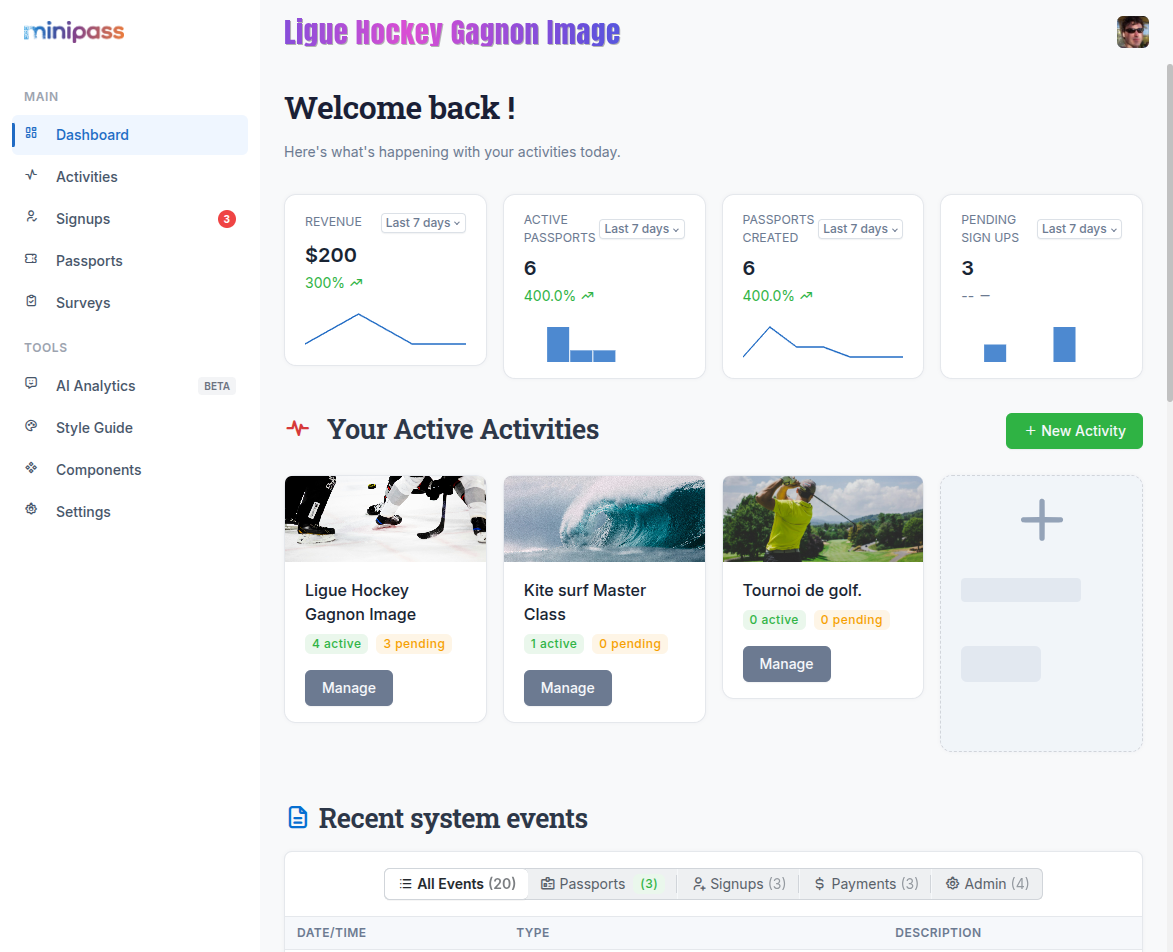 minipass
Ligue Hockey Gagnon Image
MAIN
Dashboard
Activities
Signups 3
Passports
Surveys
TOOLS
AI Analytics BETA
Style Guide
Components
Settings
Welcome back !
Here's what's happening with your activities today.
REVENUE Last 7 days
$200
300%
ACTIVE
PASSPORTS Last 7 days
6
400.0%
PASSPORTS
CREATED Last 7 days
6
400.0%
PENDING
SIGN UPS Last 7 days
3
-- –
Your Active Activities
+ New Activity
Ligue Hockey
Gagnon Image
4 active 3 pending
Manage
Kite surf Master
Class
1 active 0 pending
Manage
Tournoi de golf.
0 active 0 pending
Manage
Recent system events
All Events (20) Passports (3) Signups (3) Payments (3) Admin (4)
DATE/TIME TYPE DESCRIPTION